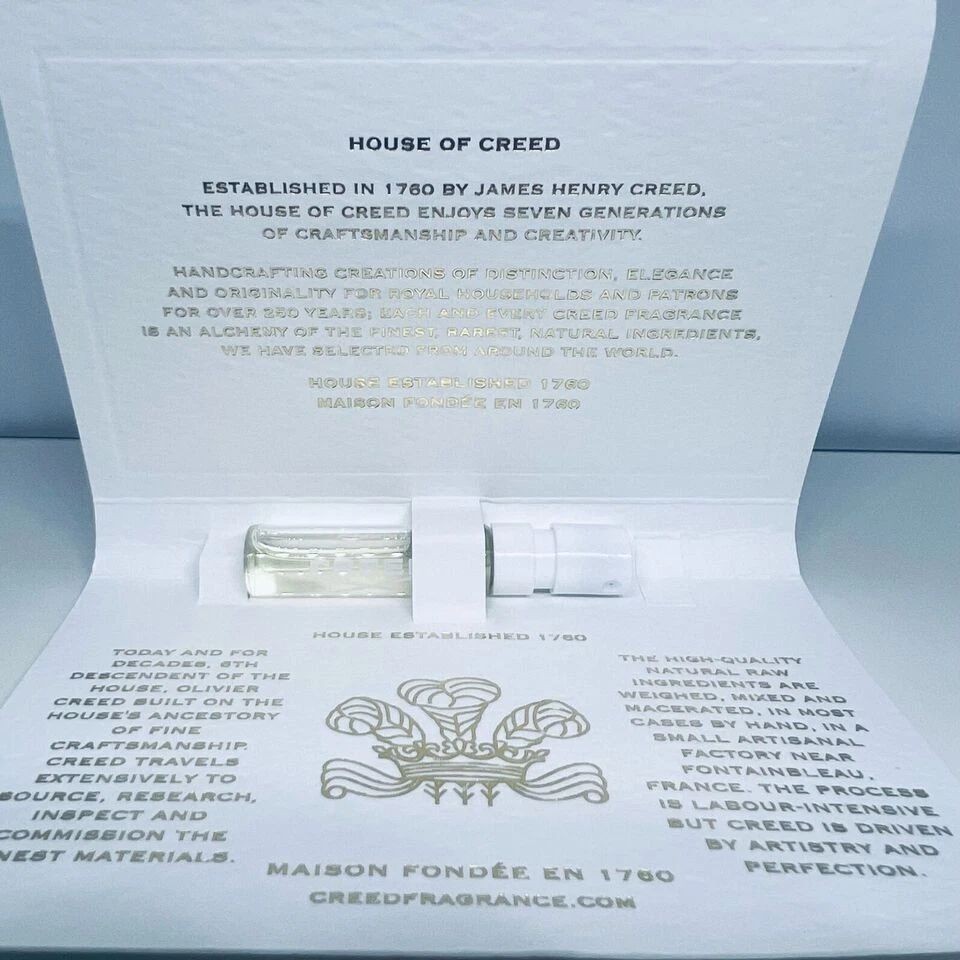 HOUSE OF CREED
ESTABLISHED IN 1760 BY JAMES HENRY CREED,
THE HOUSE OF CREED ENJOYS SEVEN GENERATIONS
OF CRAFTSMANSHIP AND CREATIVITY.
HANDCRAFTING CREATIONS OF DISTINCTION, ELEGANCE
AND ORIGINALITY FOR ROYAL HOUSEHOLDS AND PATRONS
FOR OVER 250 YEARS; EACH AND EVERY CREED FRAGRANCE
IS AN ALCHEMY OF THE FINEST, RAREST, NATURAL INGREDIENTS,
WE HAVE SELECTED FROM AROUND THE WORLD.
HOUSE ESTABLISHED 1760
MAISON FONDÉE EN 1760
HOUSE ESTABLISHED 1760
TODAY AND FOR
DECADES, 6TH
DESCENDENT OF THE
HOUSE, OLIVIER
CREED BUILT ON THE
HOUSE'S ANCESTORY
OF FINE
CRAFTSMANSHIP.
CREED TRAVELS
EXTENSIVELY TO
SOURCE, RESEARCH,
INSPECT AND
COMMISSION THE
NEST MATERIALS.
THE HIGH-QUALITY
NATURAL RAW
INGREDIENTS ARE
WEIGHED, MIXED AND
MACERATED, IN MOST
CASES BY HAND, IN A
SMALL ARTISANAL
FACTORY NEAR
FONTAINBLEAU,
FRANCE. THE PROCESS
IS LABOUR-INTENSIVE
BUT CREED IS DRIVEN
BY ARTISTRY AND
PERFECTION.
MAISON FONDÉE EN 1760
CREEDFRAGRANCE.COM